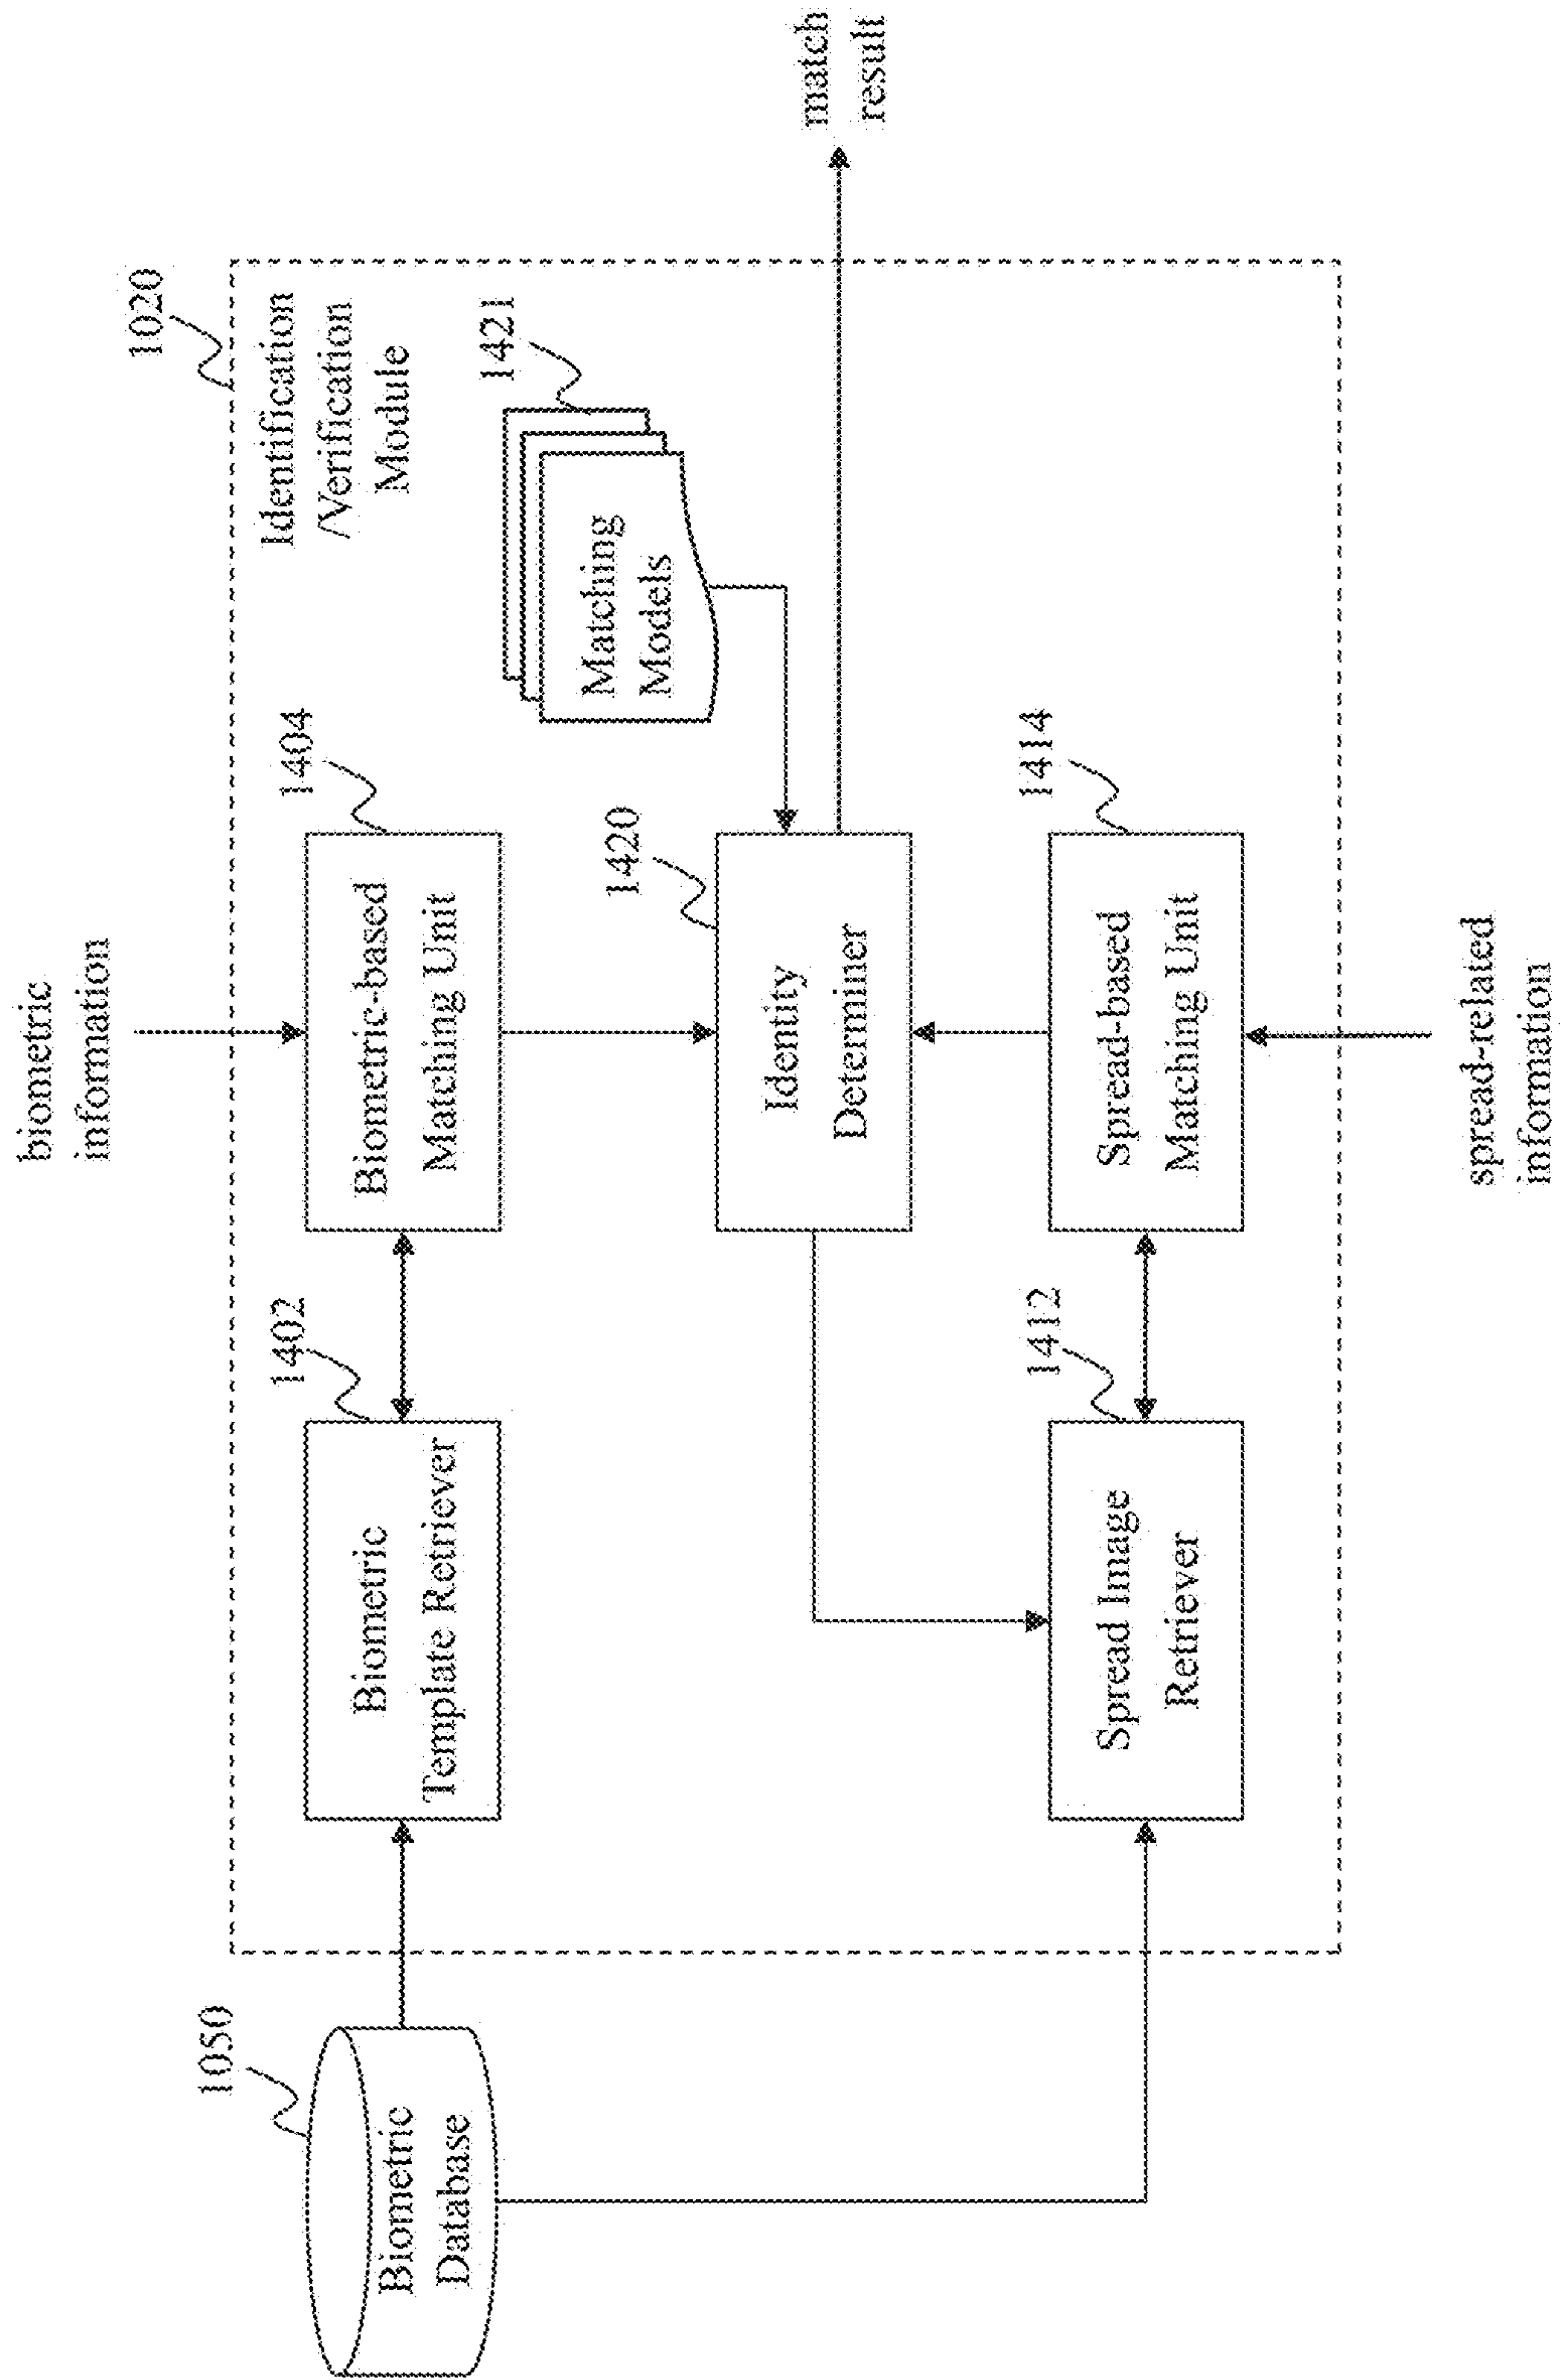 biometric
information
1020
Identification
/Verification
Module
1050
Biometric
Database
1402
Biometric
Template Retriever
1404
Biometric-based
Matching Unit
1421
Matching
Models
1420
Identity
Determiner
match
result
1412
Spread Image
Retriever
1414
Spread-based
Matching Unit
spread-related
information